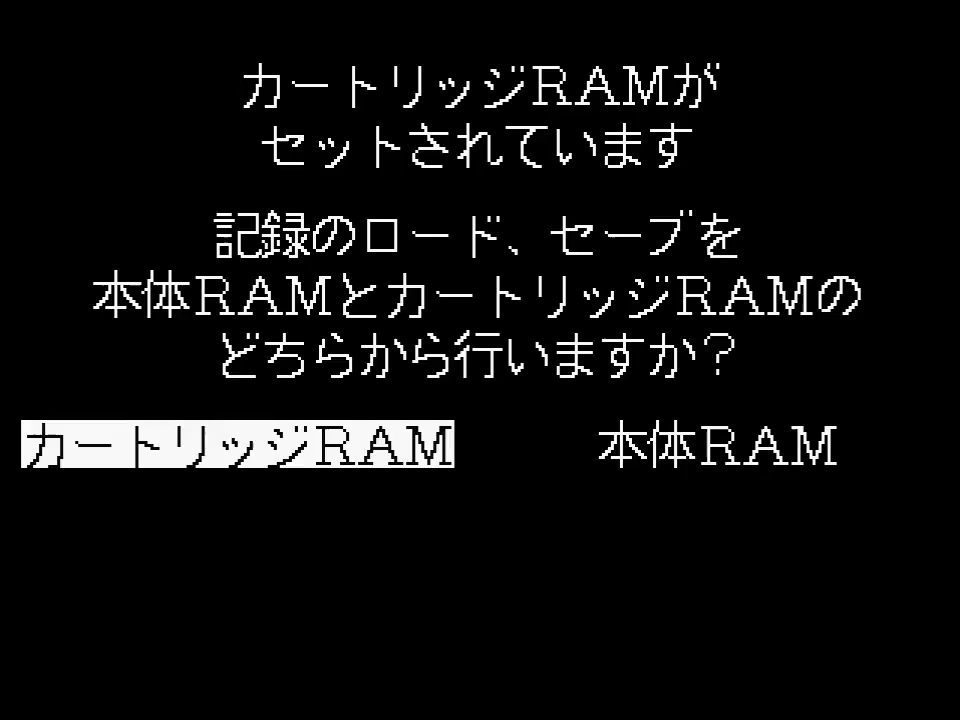 カートリッジRAMが
セットされています
記録のロード、セーブを
本体RAMとカートリッジRAMの
どちらから行いますか?
カートリッジRAM 本体RAM